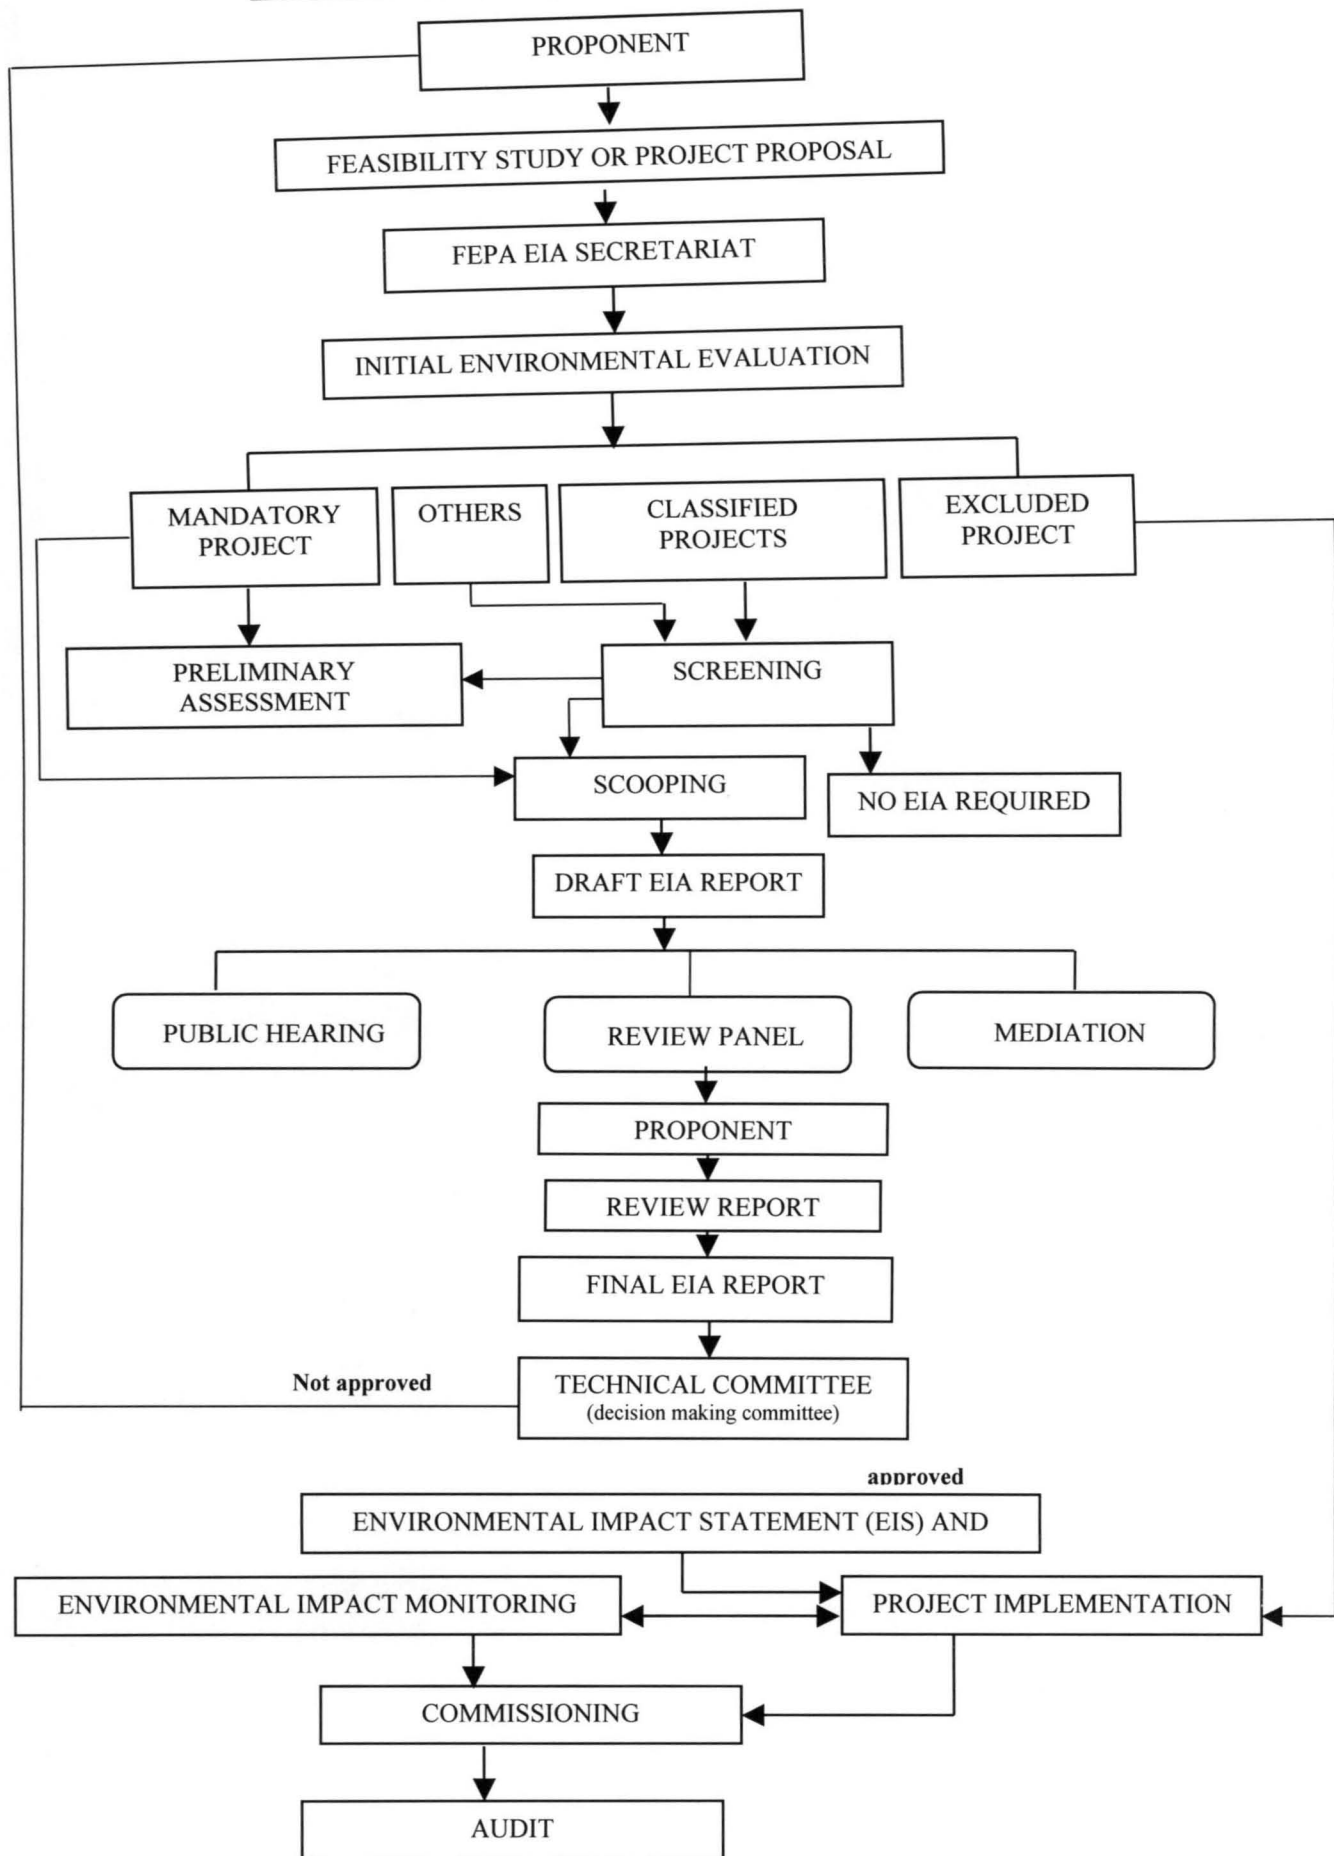 PROPONENT
FEASIBILITY STUDY OR PROJECT PROPOSAL
FEPA EIA SECRETARIAT
INITIAL ENVIRONMENTAL EVALUATION
MANDATORY
PROJECT
OTHERS
CLASSIFIED
PROJECTS
EXCLUDED
PROJECT
PRELIMINARY
ASSESSMENT
SCREENING
SCOOPING
NO EIA REQUIRED
DRAFT EIA REPORT
PUBLIC HEARING
REVIEW PANEL
MEDIATION
PROPONENT
REVIEW REPORT
FINAL EIA REPORT
Not approved
TECHNICAL COMMITTEE
(decision making committee)
approved
ENVIRONMENTAL IMPACT STATEMENT (EIS) AND
ENVIRONMENTAL IMPACT MONITORING
PROJECT IMPLEMENTATION
COMMISSIONING
AUDIT